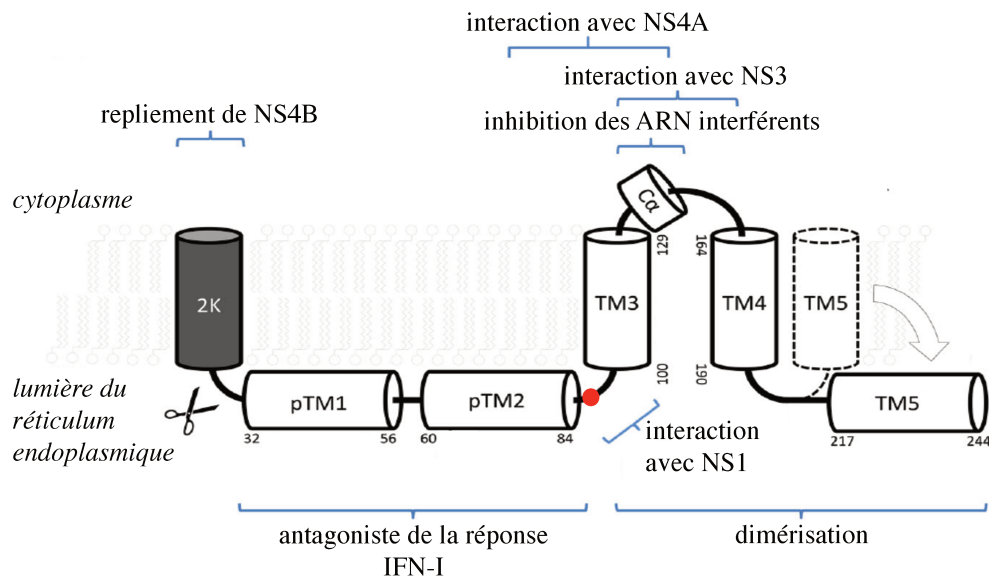 interaction avec NS4A
interaction avec NS3
repliement de NS4B
inhibition des ARN interférents
cytoplasme
Cα
129
164
2K
TM3
TM4
TM5
100
190
lumière du
réticulum
endoplasmique
pTM1
pTM2
TM5
32
56
60
84
217
244
interaction
avec NS1
antagoniste de la réponse
IFN-I
dimérisation